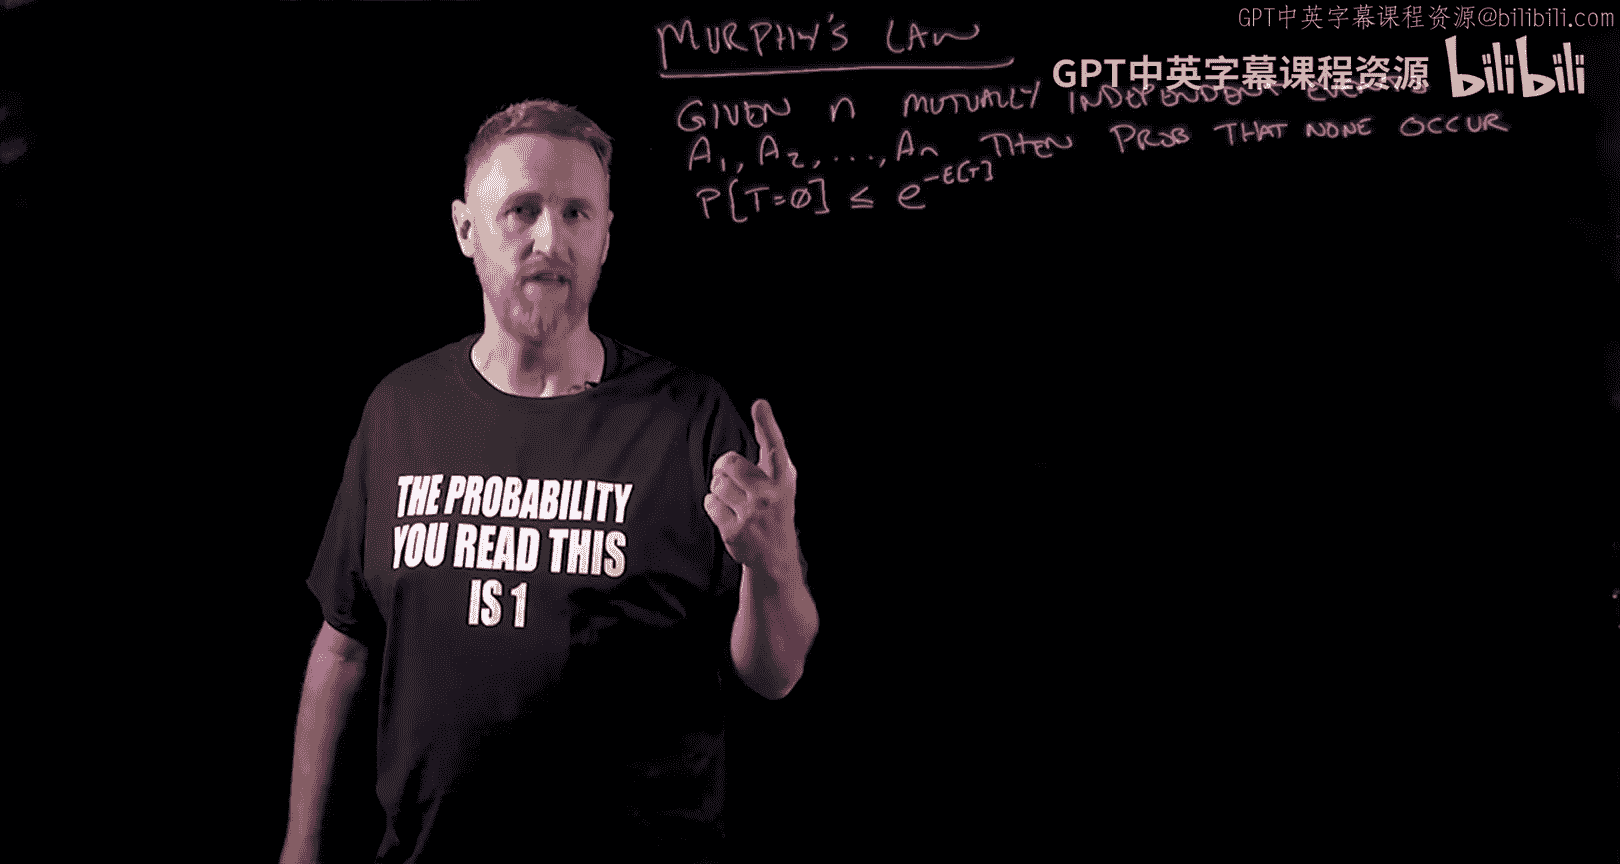 GPT中英字幕课程资源@bilibili.com
GPT中英字幕课程资源 bilibili
MURPHY'S LAW
GIVEN n MUTUALLY INDEPENDENT EVENTS
A₁, A₂, ..., Aₙ THEN PROB THAT NONE OCCUR
P[T=∅] ≤ e^{-E[T]}
THE PROBABILITY
YOU READ THIS
IS 1